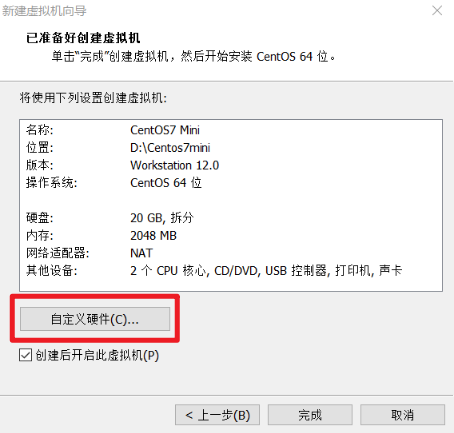 新建虚拟机向导
已准备好创建虚拟机
单击“完成”创建虚拟机，然后开始安装 CentOS 64 位。
将使用下列设置创建虚拟机:
名称: CentOS7 Mini
位置: D:\Centos7mini
版本: Workstation 12.0
操作系统: CentOS 64 位
硬盘: 20 GB, 拆分
内存: 2048 MB
网络适配器: NAT
其他设备: 2 个 CPU 核心, CD/DVD, USB 控制器, 打印机, 声卡
自定义硬件(C)...
创建后开启此虚拟机(P)
< 上一步(B) 完成 取消